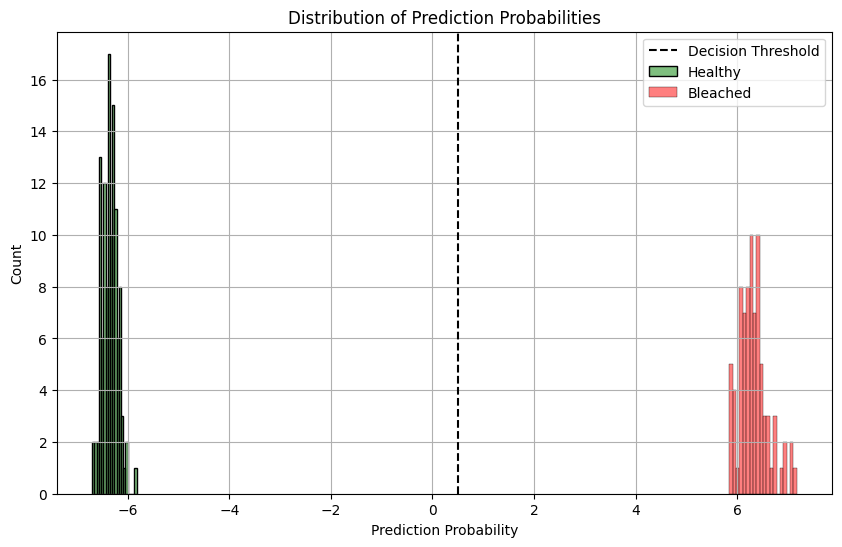 Distribution of Prediction Probabilities
Decision Threshold
Healthy
Bleached
Count
16
14
12
10
8
6
4
2
0
−6
−4
−2
0
2
4
6
Prediction Probability